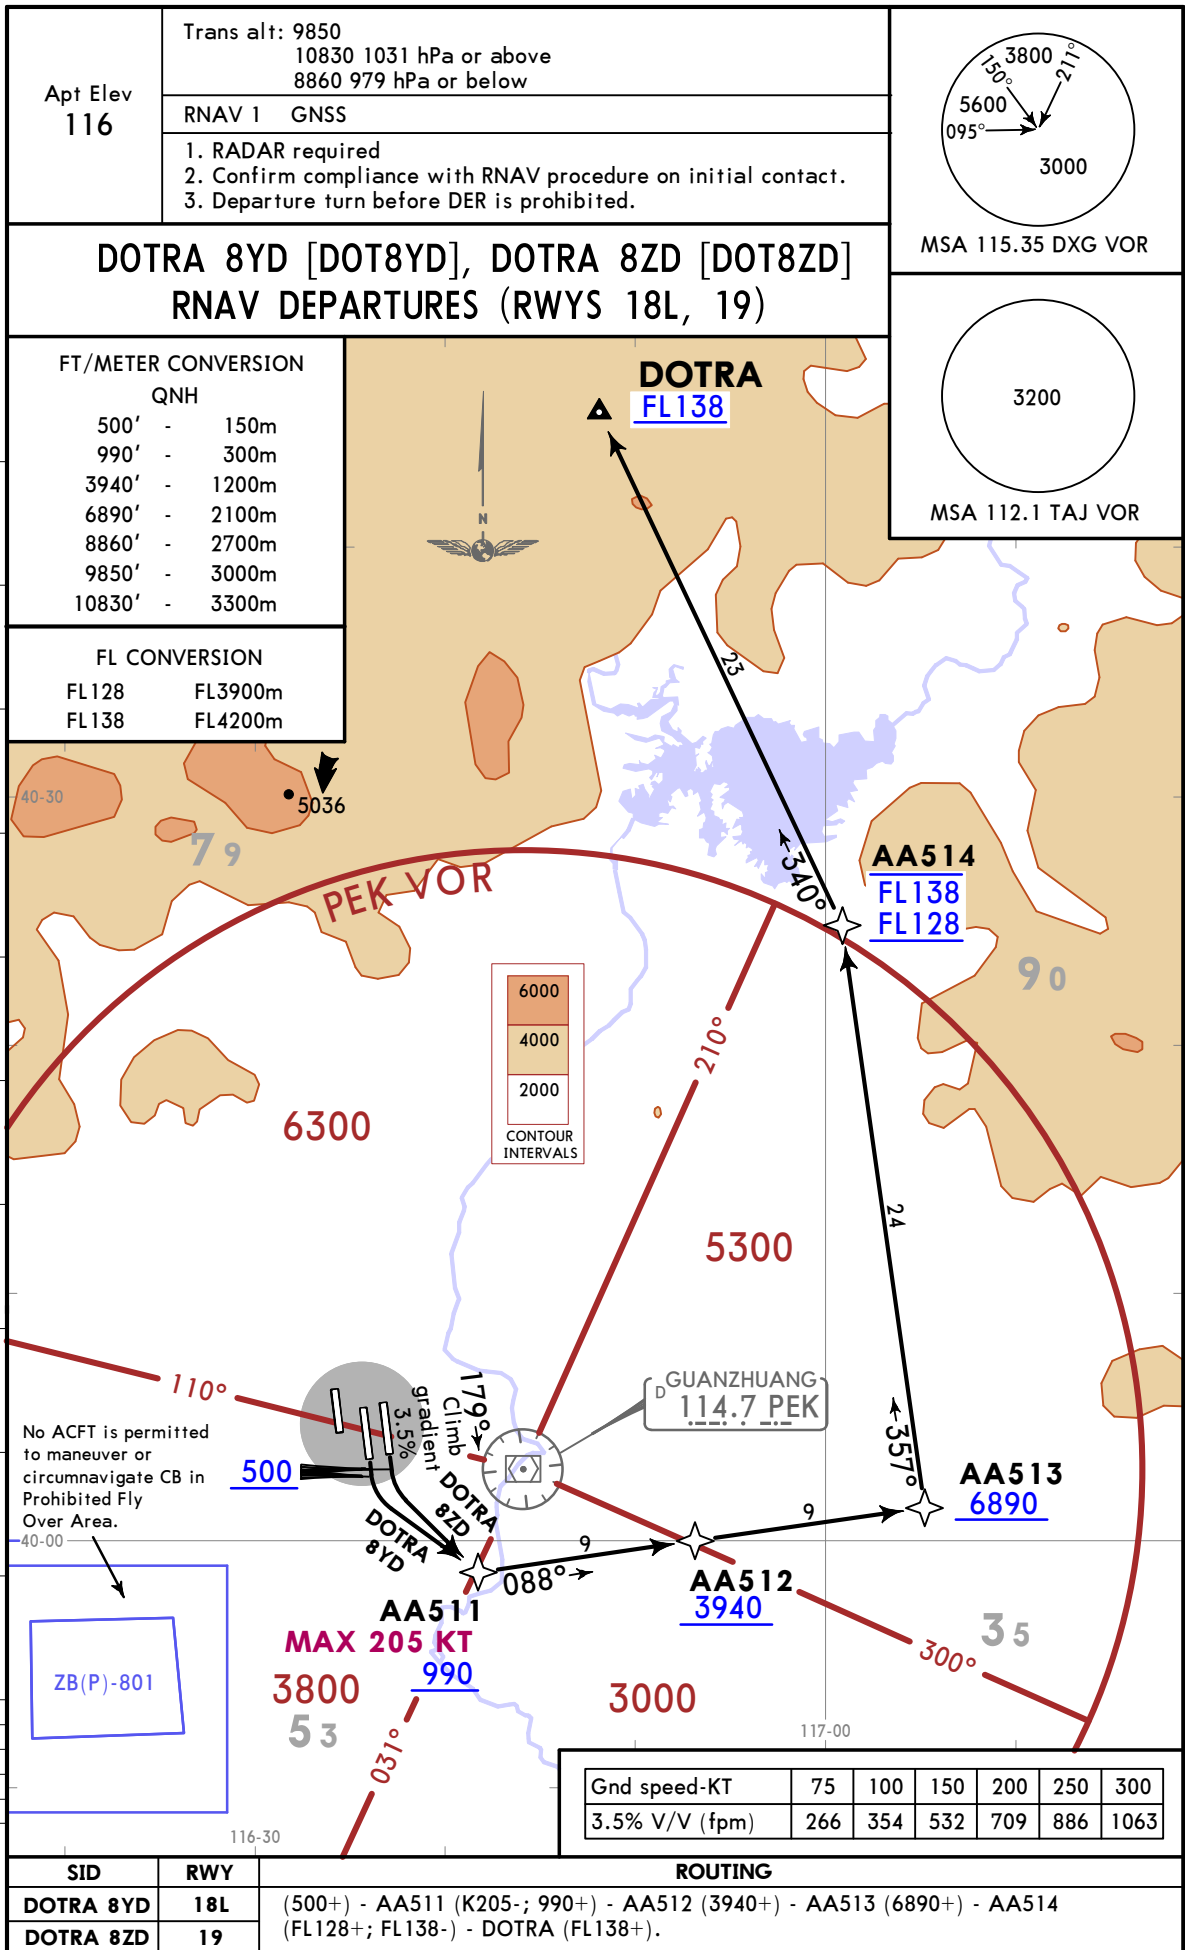 Apt Elev
116
Trans alt: 9850
10830 1031 hPa or above
8860 979 hPa or below
RNAV 1 GNSS
1. RADAR required
2. Confirm compliance with RNAV procedure on initial contact.
3. Departure turn before DER is prohibited.
3800
150°
211°
5600
095°
3000
MSA 115.35 DXG VOR
DOTRA 8YD [DOT8YD], DOTRA 8ZD [DOT8ZD]
RNAV DEPARTURES (RWYS 18L, 19)
3200
MSA 112.1 TAJ VOR
FT/METER CONVERSION
QNH
500' - 150m
990' - 300m
3940' - 1200m
6890' - 2100m
8860' - 2700m
9850' - 3000m
10830' - 3300m
FL CONVERSION
FL128 FL3900m
FL138 FL4200m
DOTRA
FL138
N
23
40-30
5036
79
PEK VOR
340°
AA514
FL138
FL128
90
6000
4000
2000
CONTOUR
INTERVALS
210°
6300
24
5300
110°
3.5%
gradient
Climb
179°
GUANZHUANG
D
114.7 PEK
357°
No ACFT is permitted
to maneuver or
circumnavigate CB in
Prohibited Fly
Over Area.
500
DOTRA
8ZD
DOTRA
8YD
AA513
6890
9
9
40-00
088°
AA512
3940
AA511
MAX 205 KT
990
ZB(P)-801
3800
53
3000
35
300°
031°
117-00
116-30
Gnd speed-KT 75 100 150 200 250 300
3.5% V/V (fpm) 266 354 532 709 886 1063
SID RWY ROUTING
DOTRA 8YD 18L
DOTRA 8ZD 19
(500+) - AA511 (K205-; 990+) - AA512 (3940+) - AA513 (6890+) - AA514
(FL128+; FL138-) - DOTRA (FL138+).